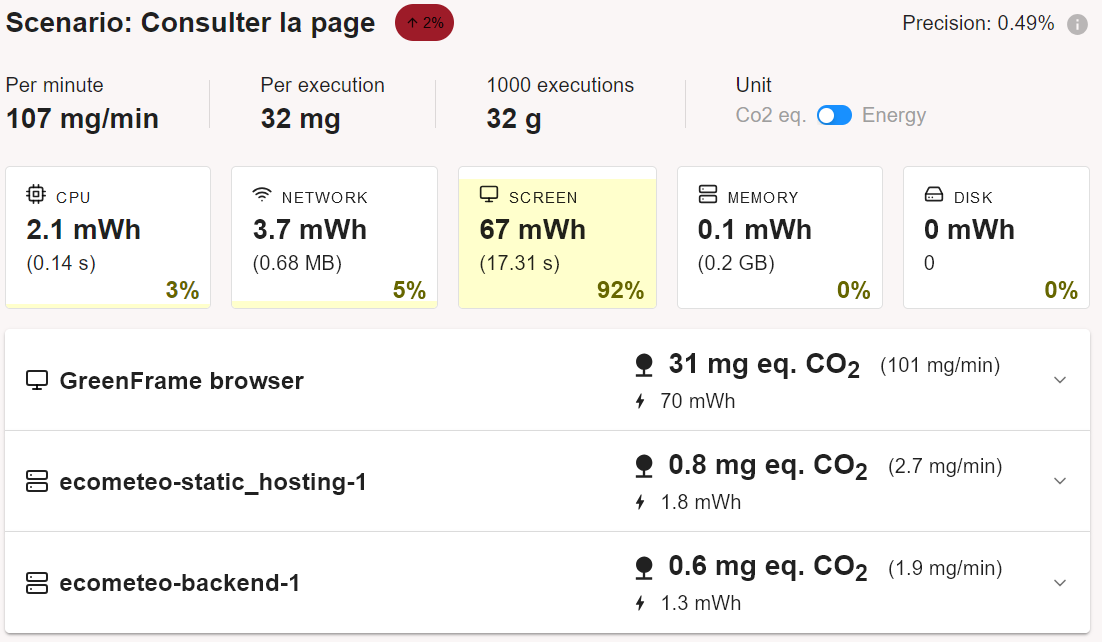 Scenario: Consulter la page ↑ 2% Precision: 0.49%
Per minute Per execution 1000 executions Unit
107 mg/min 32 mg 32 g Co2 eq. Energy
CPU NETWORK SCREEN MEMORY DISK
2.1 mWh 3.7 mWh 67 mWh 0.1 mWh 0 mWh
(0.14 s) (0.68 MB) (17.31 s) (0.2 GB) 0
3% 5% 92% 0% 0%
GreenFrame browser 31 mg eq. CO₂ (101 mg/min)
70 mWh
ecometeo-static_hosting-1 0.8 mg eq. CO₂ (2.7 mg/min)
1.8 mWh
ecometeo-backend-1 0.6 mg eq. CO₂ (1.9 mg/min)
1.3 mWh